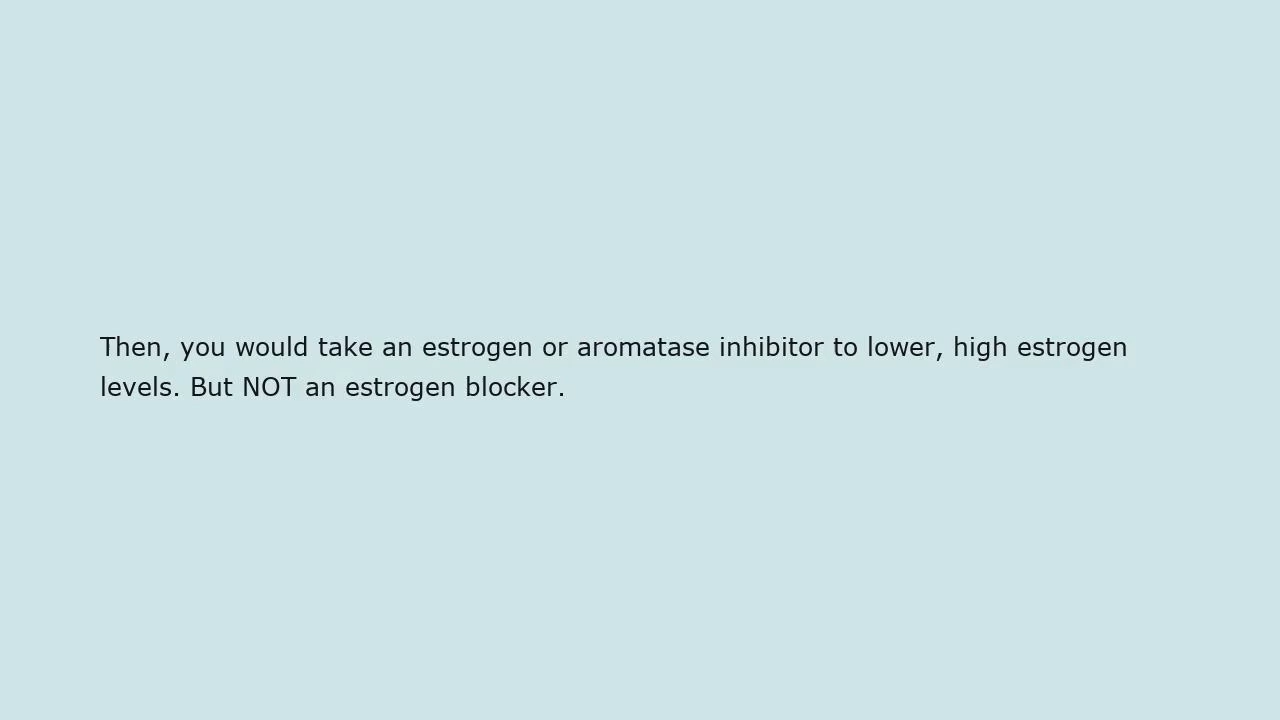 Then, you would take an estrogen or aromatase inhibitor to lower, high estrogen
levels. But NOT an estrogen blocker.